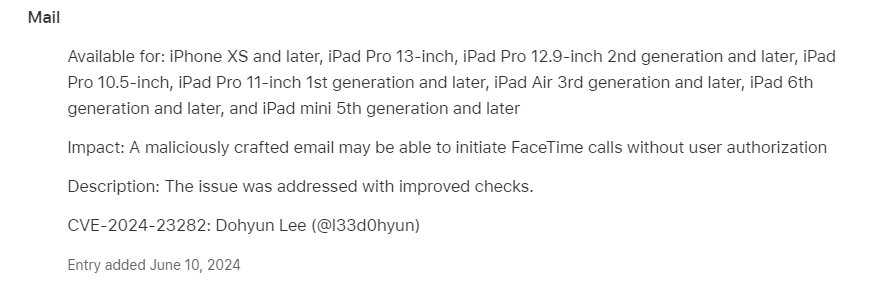 Mail
Available for: iPhone XS and later, iPad Pro 13-inch, iPad Pro 12.9-inch 2nd generation and later, iPad
Pro 10.5-inch, iPad Pro 11-inch 1st generation and later, iPad Air 3rd generation and later, iPad 6th
generation and later, and iPad mini 5th generation and later
Impact: A maliciously crafted email may be able to initiate FaceTime calls without user authorization
Description: The issue was addressed with improved checks.
CVE-2024-23282: Dohyun Lee (@l33d0hyun)
Entry added June 10, 2024